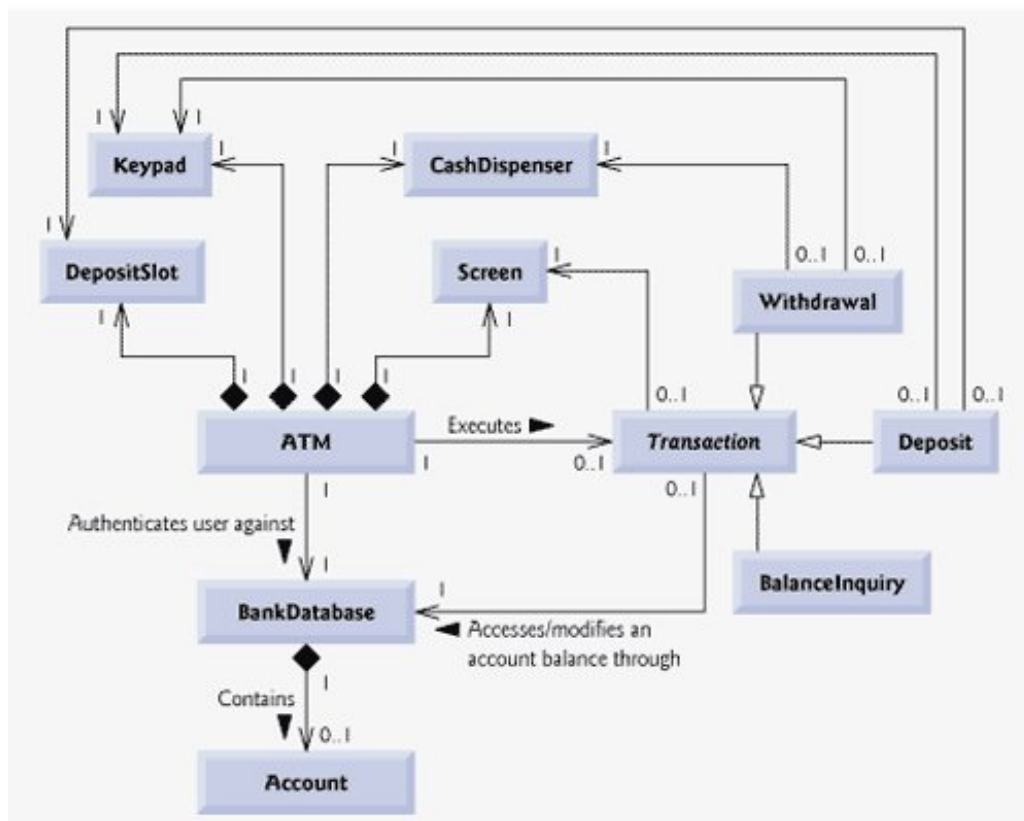 1
1
Keypad
1
CashDispenser
1
1
1
DepositSlot
1
Screen
1
0..1
0..1
Withdrawal
1
1
1
1
1
1
0..1
0..1
0..1
ATM
Executes ►
1
0..1
Transaction
Deposit
1
0..1
Authenticates user against
▼
1
BankDatabase
1
BalanceInquiry
◄ Accesses/modifies an
account balance through
1
Contains
▼
0..1
Account